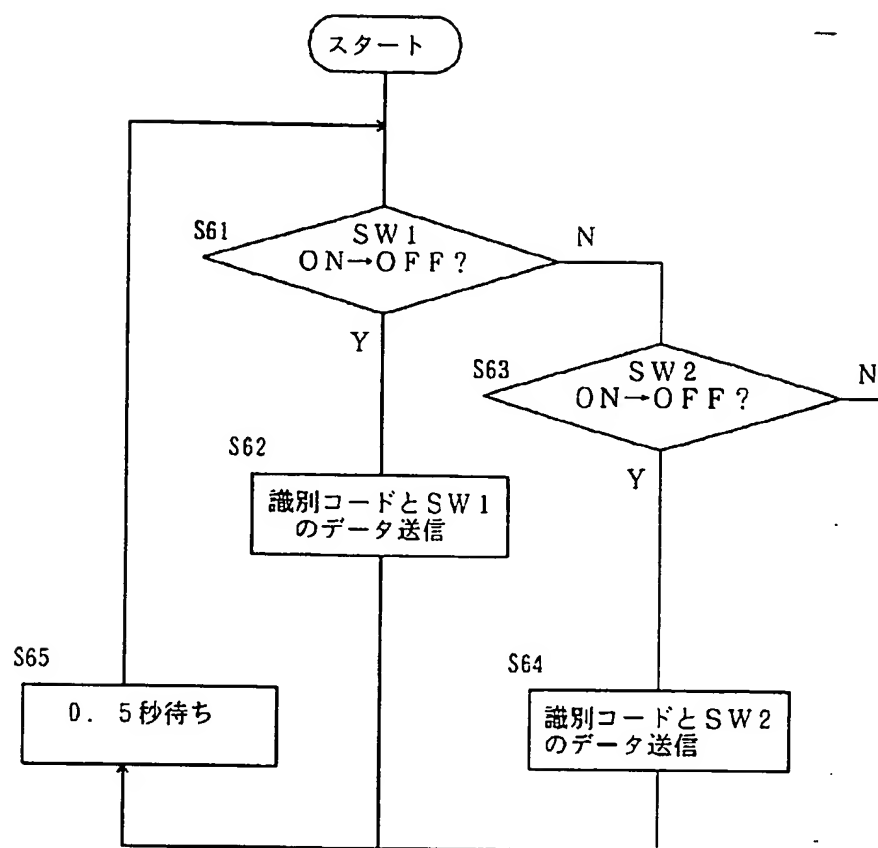 スタート
S61
SW1
ON→OFF?
N
Y
S63
SW2
ON→OFF?
N
Y
S62
識別コードとSW1
のデータ送信
S65
0.5秒待ち
S64
識別コードとSW2
のデータ送信